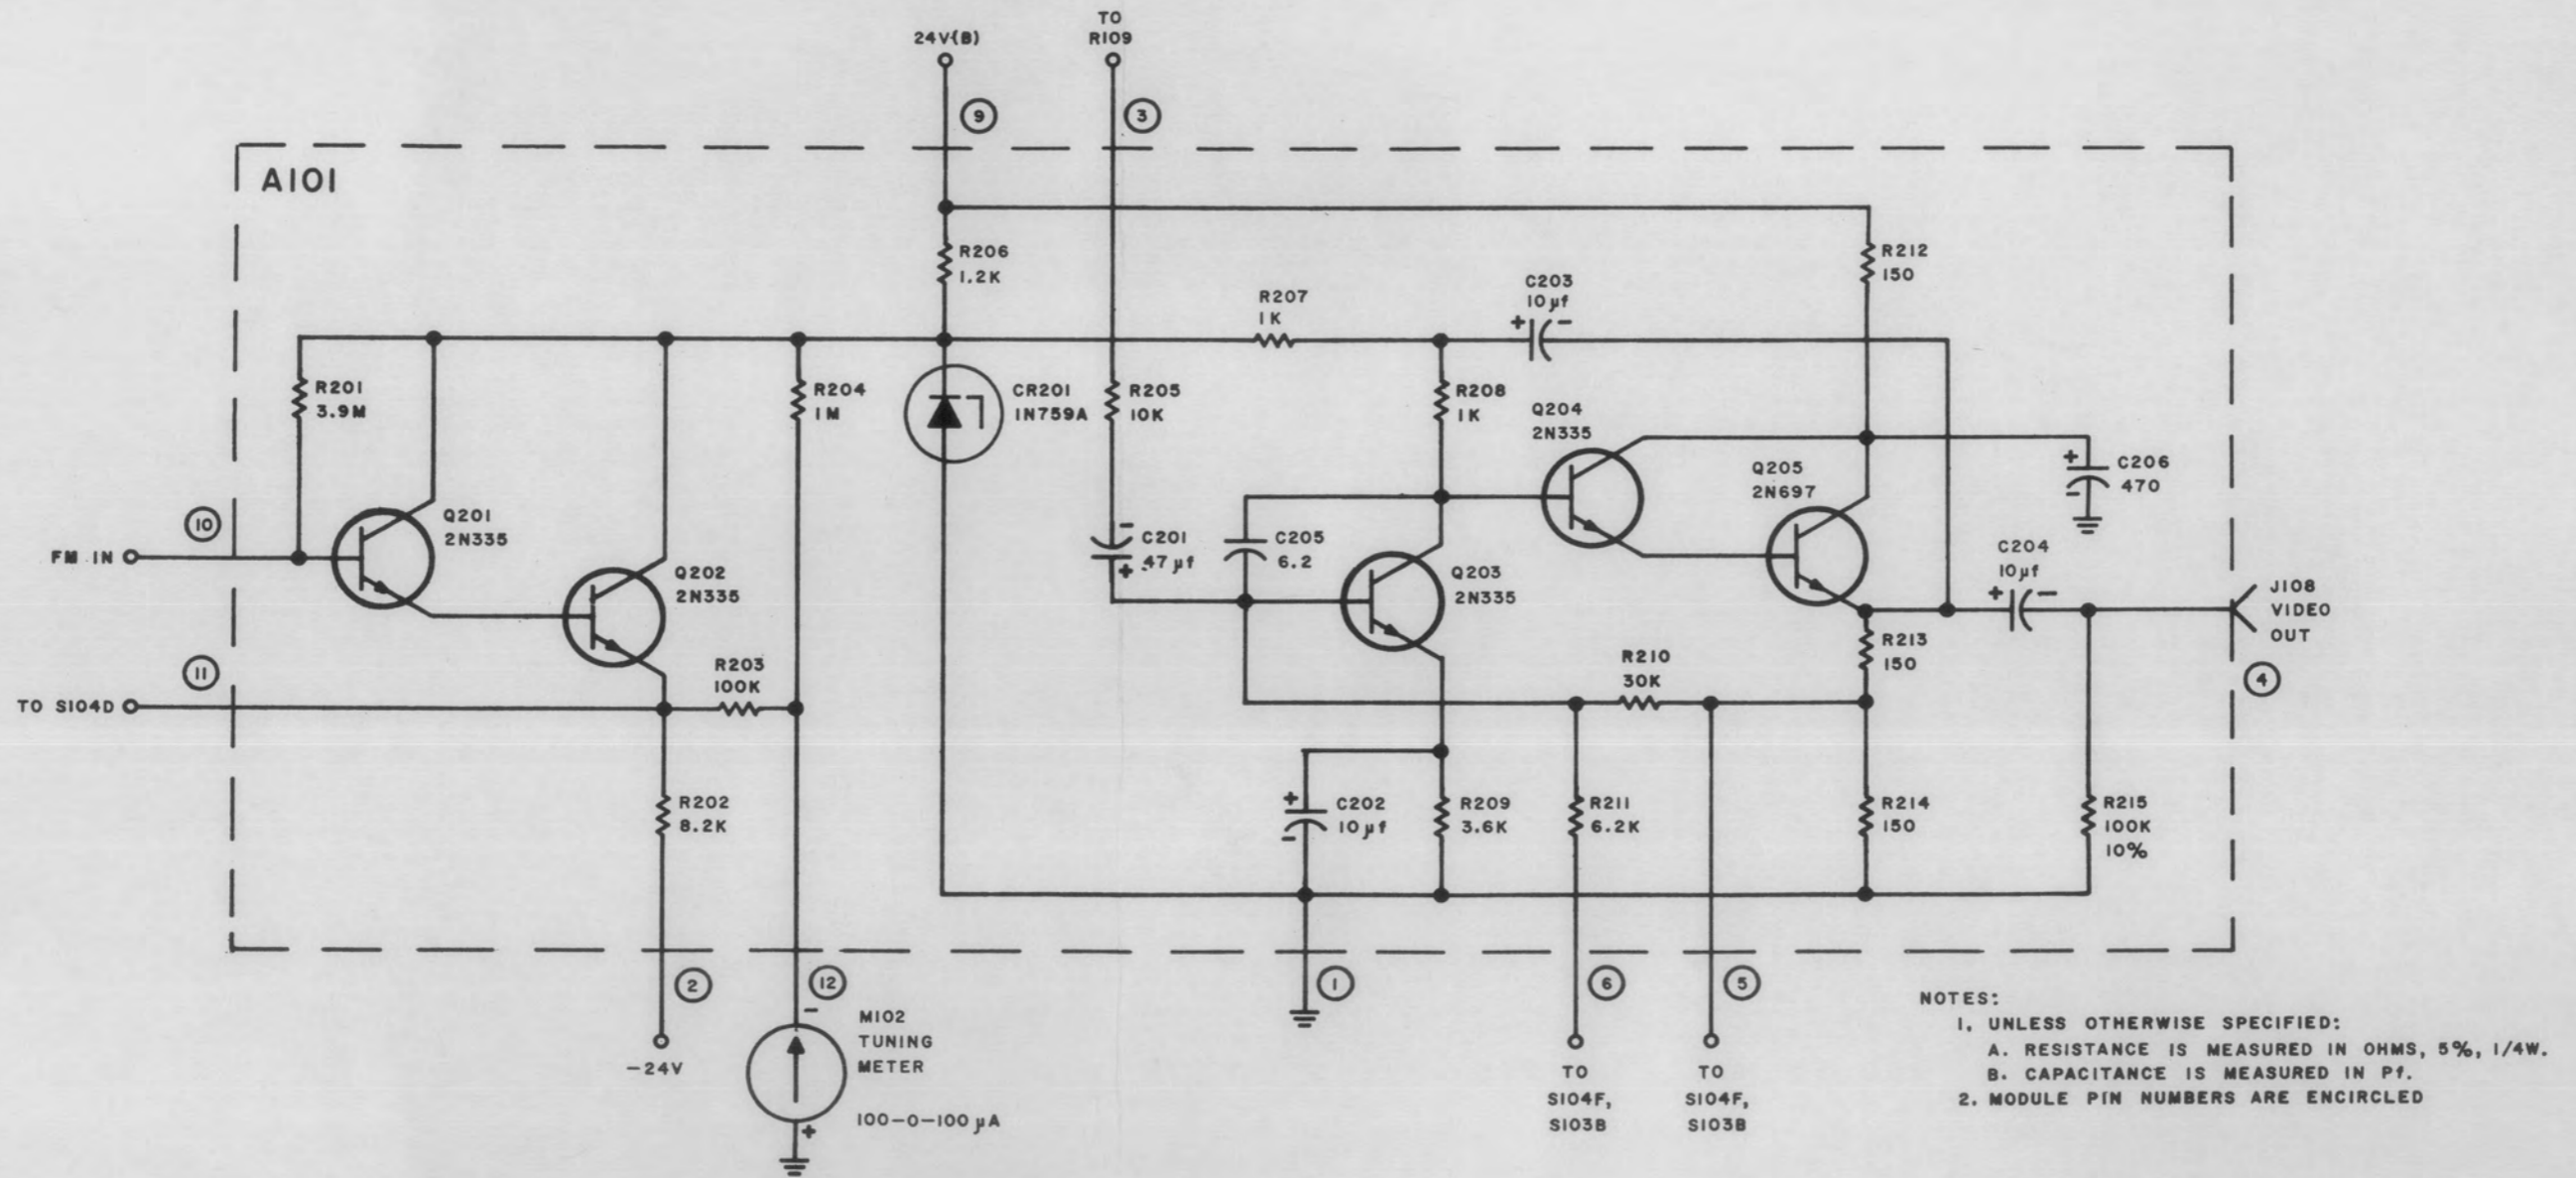 24V(B)
TO
R109
9
3
A101
R206
1.2K
R212
150
C203
10µf
+ -
R207
1K
R201
3.9M
R204
1M
CR201
1N759A
R205
10K
R208
1K
Q204
2N335
Q205
2N697
+
-
C206
470
10
FM IN
Q201
2N335
Q202
2N335
-
C201
+ .47µf
C205
6.2
Q203
2N335
C204
10µf
+ -
J108
VIDEO
OUT
4
11
TO S104D
R203
100K
R210
30K
R213
150
R202
8.2K
+
-
C202
10µf
R209
3.6K
R211
6.2K
R214
150
R215
100K
10%
2
-24V
12
-
M102
TUNING
METER
100-0-100µA
+
1
6
TO
S104F,
S103B
5
TO
S104F,
S103B
NOTES:
1. UNLESS OTHERWISE SPECIFIED:
A. RESISTANCE IS MEASURED IN OHMS, 5%, 1/4W.
B. CAPACITANCE IS MEASURED IN Pf.
2. MODULE PIN NUMBERS ARE ENCIRCLED